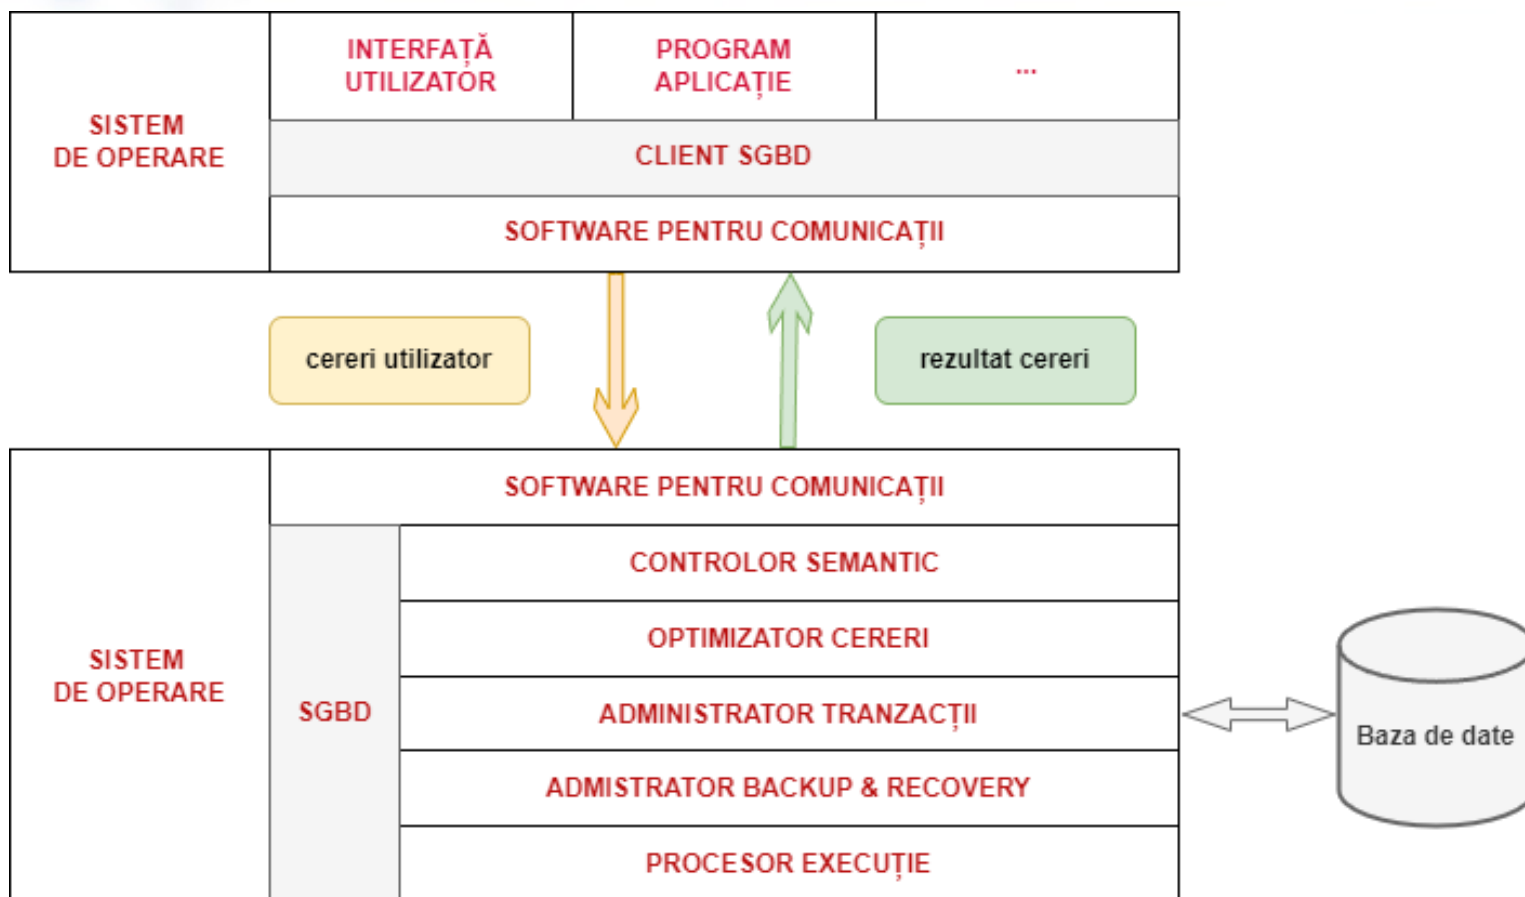 INTERFAȚĂ
UTILIZATOR
PROGRAM
APLICAȚIE
...
SISTEM
DE OPERARE
CLIENT SGBD
SOFTWARE PENTRU COMUNICAȚII
cereri utilizator
rezultat cereri
SOFTWARE PENTRU COMUNICAȚII
CONTROLOR SEMANTIC
OPTIMIZATOR CERERI
SISTEM
DE OPERARE
SGBD
ADMINISTRATOR TRANZACȚII
Baza de date
ADMISTRATOR BACKUP & RECOVERY
PROCESOR EXECUȚIE